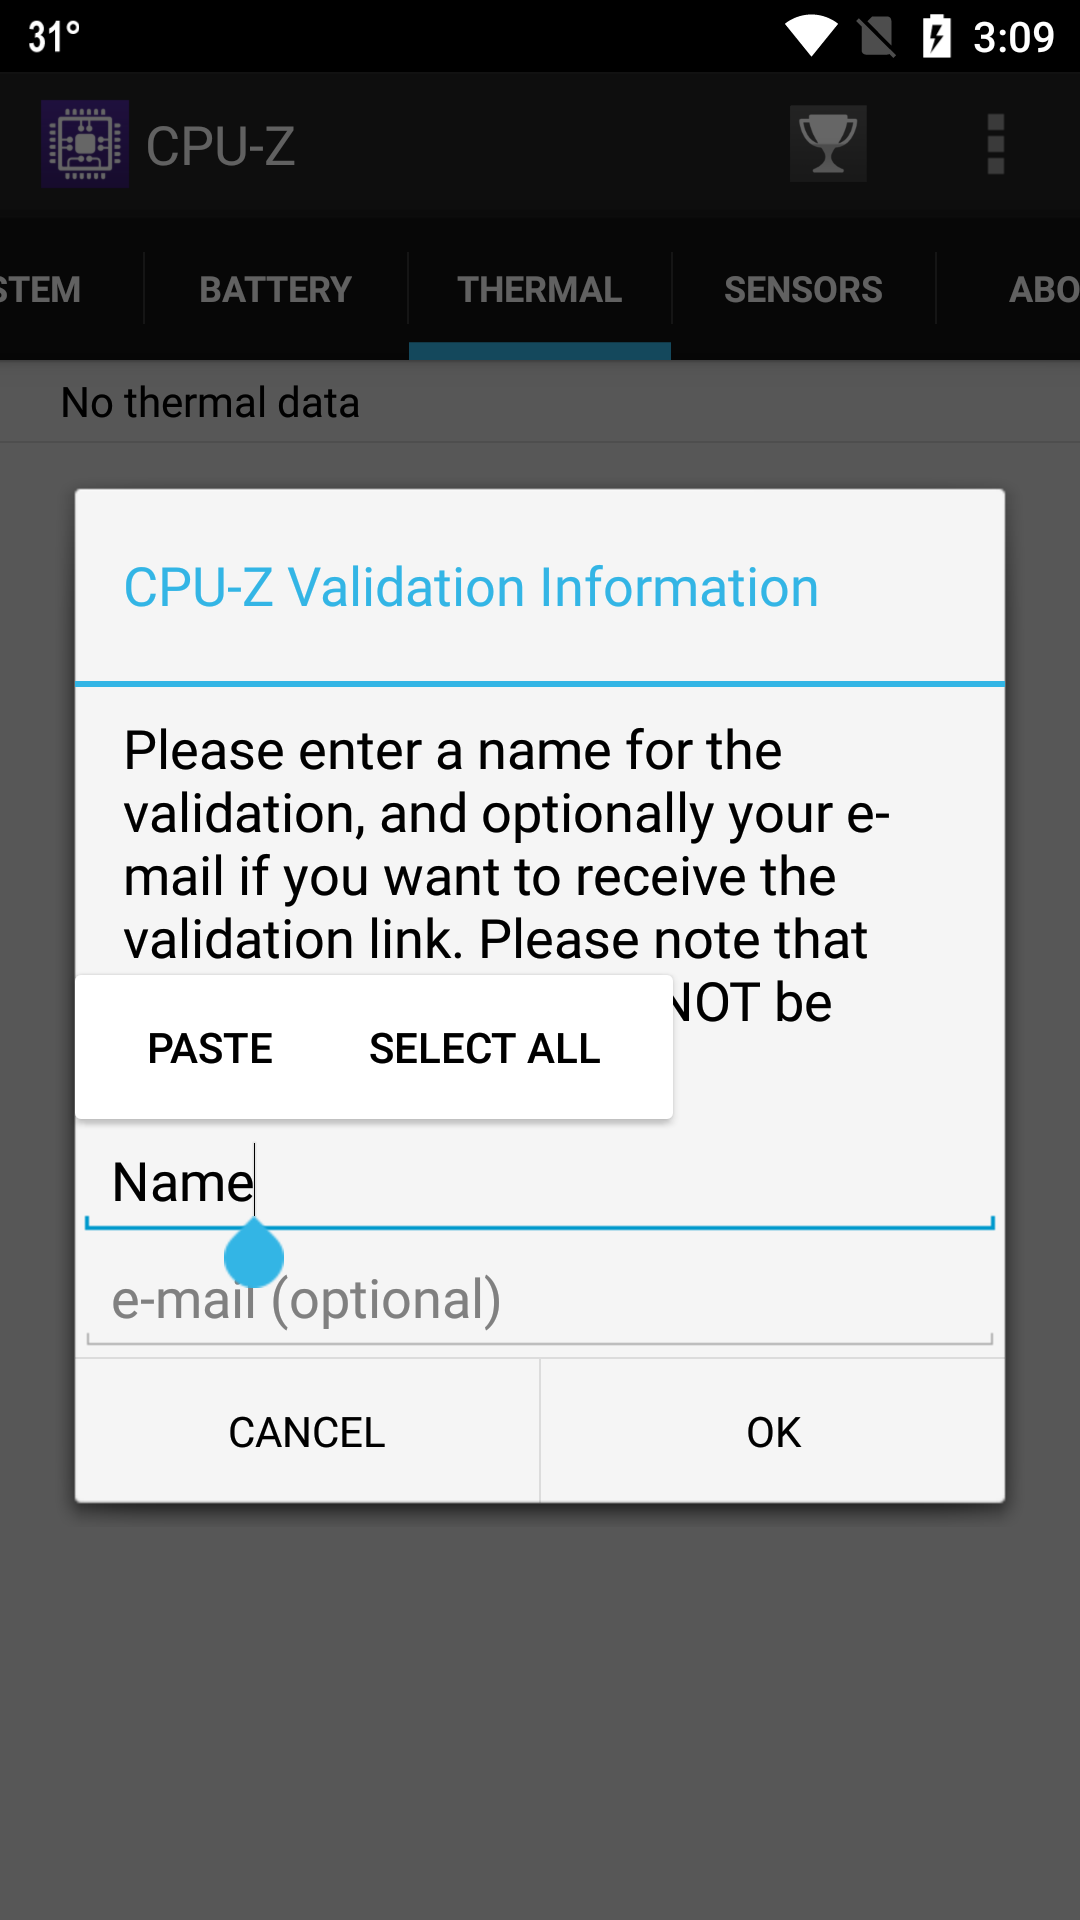 31°
3:09
CPU-Z
STEM
BATTERY
THERMAL
SENSORS
ABO
No thermal data
CPU-Z Validation Information
Please enter a name for the
validation, and optionally your e-
mail if you want to receive the
validation link. Please note that
NOT be
PASTE
SELECT ALL
Name
e-mail (optional)
CANCEL
OK